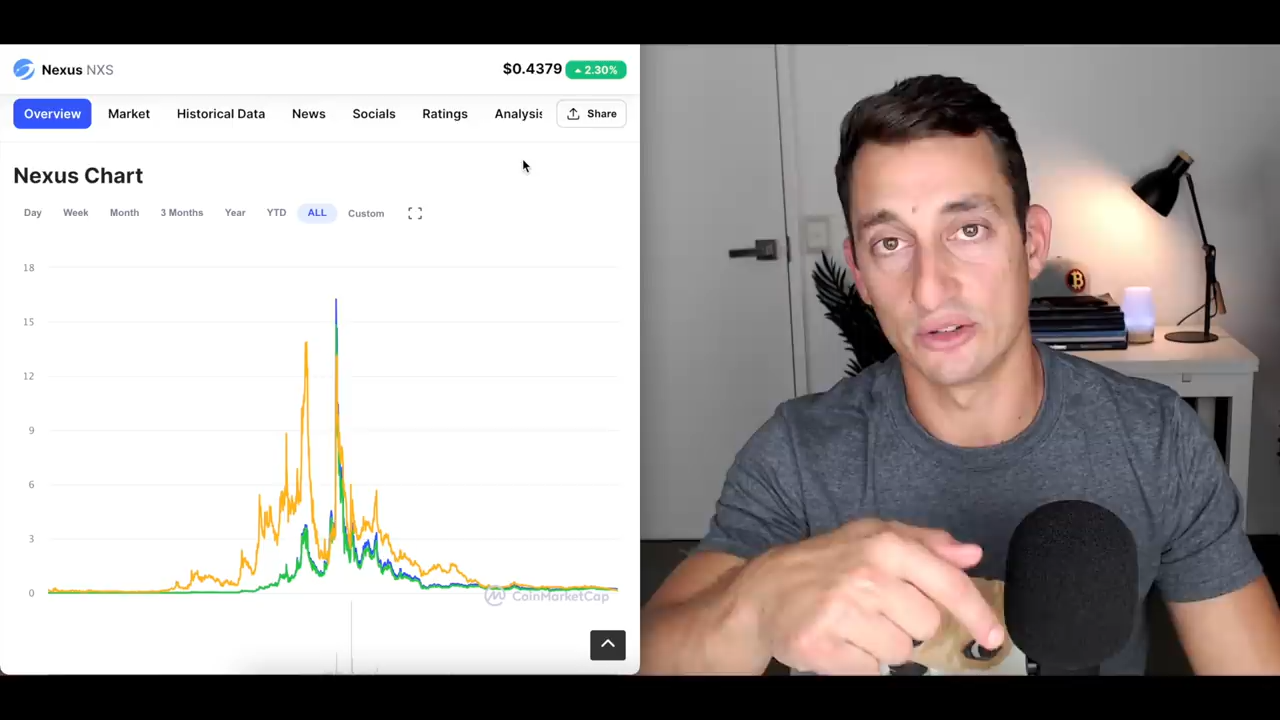 Nexus NXS
$0.4379 2.30%
Overview Market Historical Data News Socials Ratings Analysis Share
Nexus Chart
Day Week Month 3 Months Year YTD ALL Custom
18
15
12
9
6
3
0
CoinMarketCap